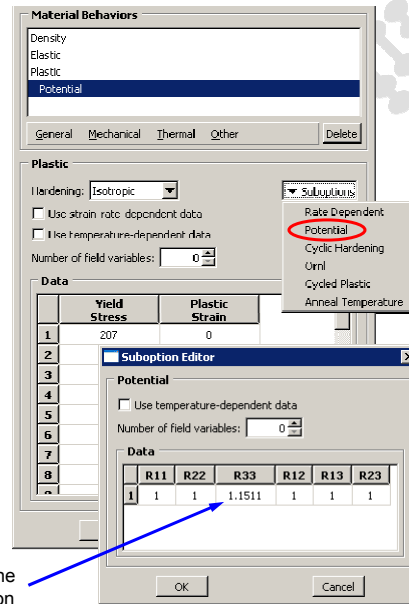 Material Behaviors
Density
Elastic
Plastic
Potential
General Mechanical Thermal Other Delete
Plastic
Hardening: Isotropic Suboptions
Use strain-rate-dependent data
Use temperature-dependent data
Number of field variables: 0
Rate Dependent
Potential
Cyclic Hardening
Ornl
Cycled Plastic
Anneal Temperature
Data
Yield Stress Plastic Strain
1 207 0
2
3
4
5
6
7
8
Suboption Editor
Potential
Use temperature-dependent data
Number of field variables: 0
Data
R11 R22 R33 R12 R13 R23
1 1 1 1.1511 1 1 1
OK Cancel